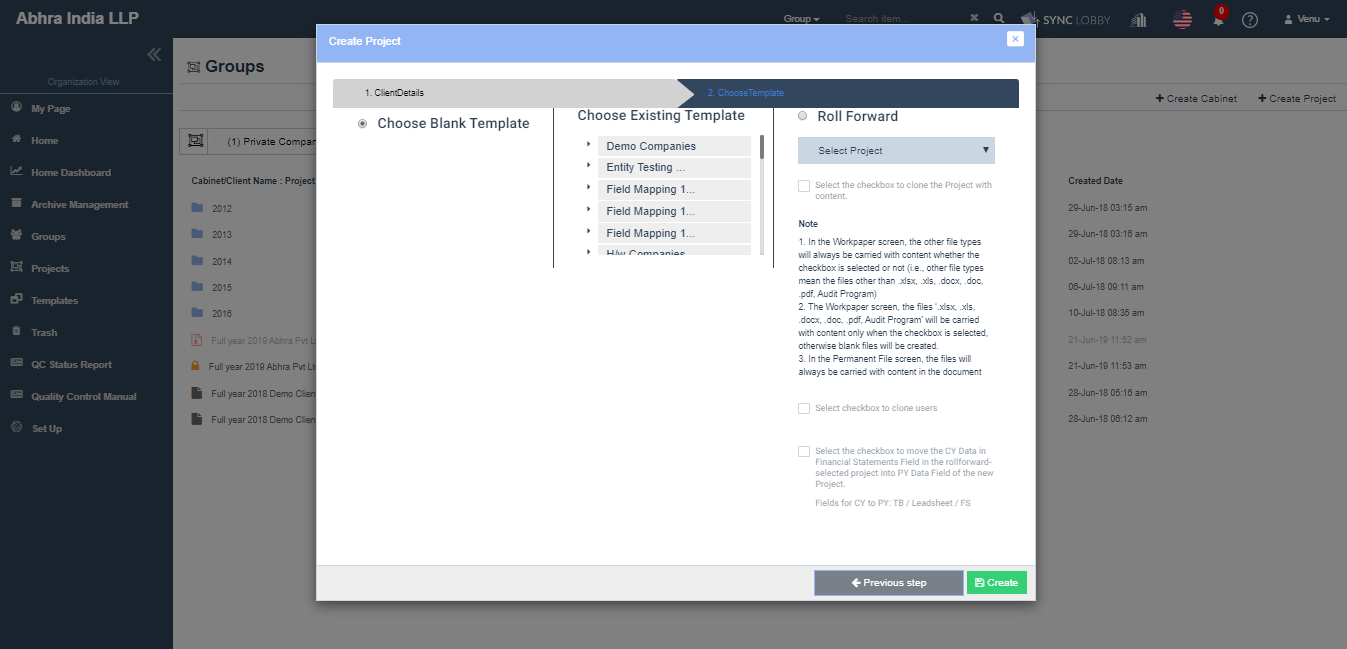 Abhra India LLP
Group
Search item...
SYNC LOBBY
0
Venu
Organization View
My Page
Home
Home Dashboard
Archive Management
Groups
Projects
Templates
Trash
QC Status Report
Quality Control Manual
Set Up
Groups
Create Cabinet
Create Project
(1) Private Compan
Cabinet/Client Name : Project
Created Date
2012
29-Jun-18 03:15 am
2013
29-Jun-18 03:16 am
2014
02-Jul-18 08:13 am
2015
06-Jul-18 09:11 am
2016
10-Jul-18 08:35 am
Full year 2019 Abhra Pvt L
21-Jun-19 11:52 am
Full year 2019 Abhra Pvt Lt
21-Jun-19 11:53 am
Full year 2018 Demo Clien
28-Jun-18 05:16 am
Full year 2018 Demo Clien
28-Jun-18 06:12 am
Create Project
1. ClientDetails
2. ChooseTemplate
Choose Blank Template
Choose Existing Template
Demo Companies
Entity Testing ...
Field Mapping 1...
Field Mapping 1...
Field Mapping 1...
H/w Companies
Roll Forward
Select Project
Select the checkbox to clone the Project with
content.
Note
1. In the Workpaper screen, the other file types
will always be carried with content whether the
checkbox is selected or not (i.e., other file types
mean the files other than .xlsx, .xls, .docx, .doc,
.pdf, Audit Program)
2. The Workpaper screen, the files '.xlsx, .xls,
.docx, .doc, .pdf, Audit Program' will be carried
with content only when the checkbox is selected,
otherwise blank files will be created.
3. In the Permanent File screen, the files will
always be carried with content in the document
Select checkbox to clone users
Select the checkbox to move the CY Data in
Financial Statements Field in the rollforward-
selected project into PY Data Field of the new
Project.
Fields for CY to PY: TB / Leadsheet / FS
Previous step
Create